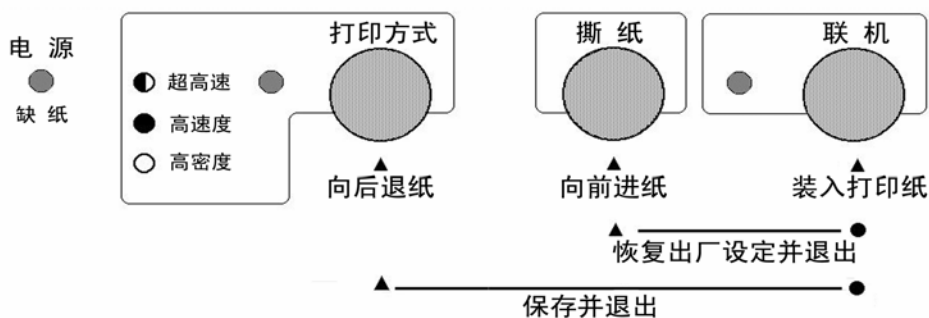 电 源
缺 纸
打印方式
超高速
高速度
高密度
向后退纸
撕 纸
向前进纸
联 机
装入打印纸
恢复出厂设定并退出
保存并退出